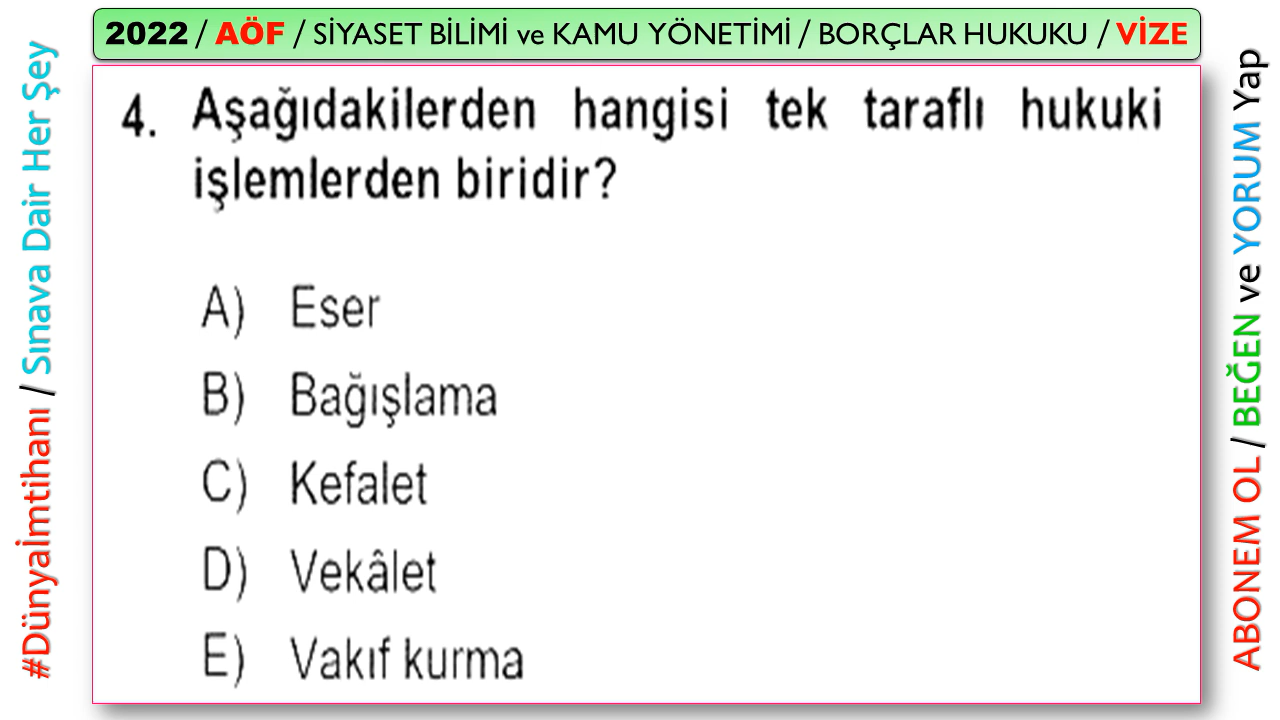 2022 / AÖF / SİYASET BİLİMİ ve KAMU YÖNETİMİ / BORÇLAR HUKUKU / VİZE
#Dünyaİmtihanı / Sınava Dair Her Şey
4. Aşağıdakilerden hangisi tek taraflı hukuki
işlemlerden biridir?
A) Eser
B) Bağışlama
C) Kefalet
D) Vekâlet
E) Vakıf kurma
ABONEM OL / BEĞEN ve YORUM Yap